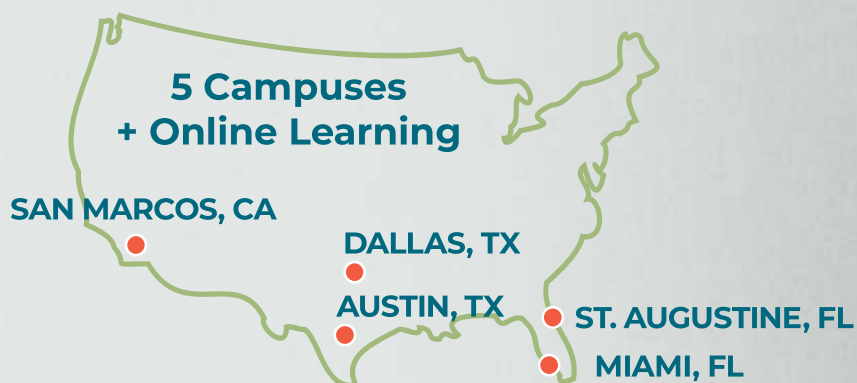 5 Campuses
+ Online Learning
SAN MARCOS, CA
DALLAS, TX
AUSTIN, TX
ST. AUGUSTINE, FL
MIAMI, FL